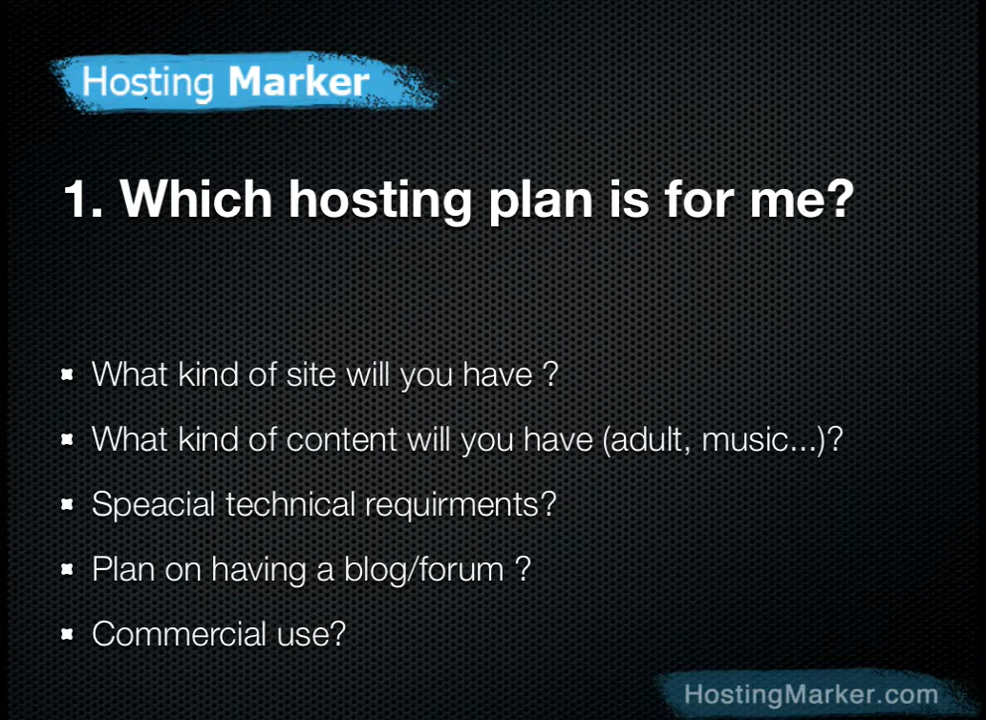 Hosting Marker
1. Which hosting plan is for me?
What kind of site will you have ?
What kind of content will you have (adult, music...)?
Speacial technical requirments?
Plan on having a blog/forum ?
Commercial use?
HostingMarker.com